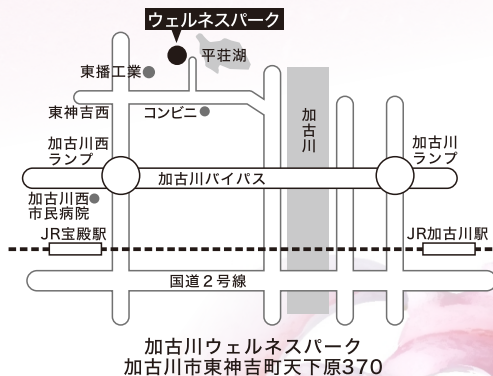 ウェルネスパーク
平荘湖
東播工業
東神吉西
コンビニ
加古川
加古川西
ランプ
加古川
ランプ
加古川バイパス
加古川西
市民病院
JR宝殿駅
JR加古川駅
国道2号線
加古川ウェルネスパーク
加古川市東神吉町天下原370